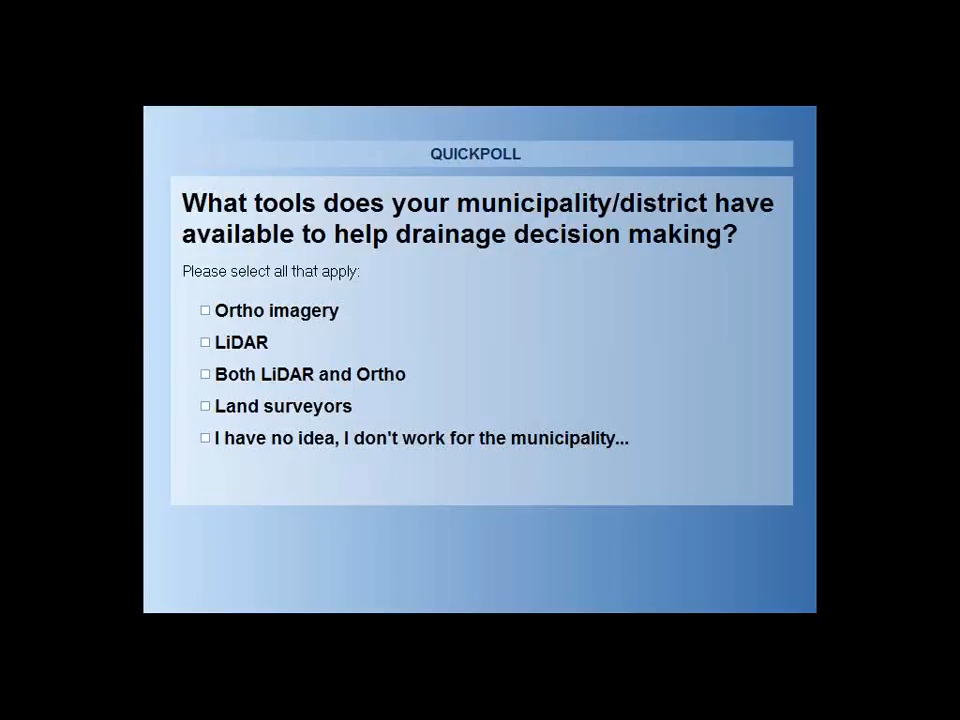 QUICKPOLL
What tools does your municipality/district have
available to help drainage decision making?
Please select all that apply:
Ortho imagery
LiDAR
Both LiDAR and Ortho
Land surveyors
I have no idea, I don't work for the municipality...